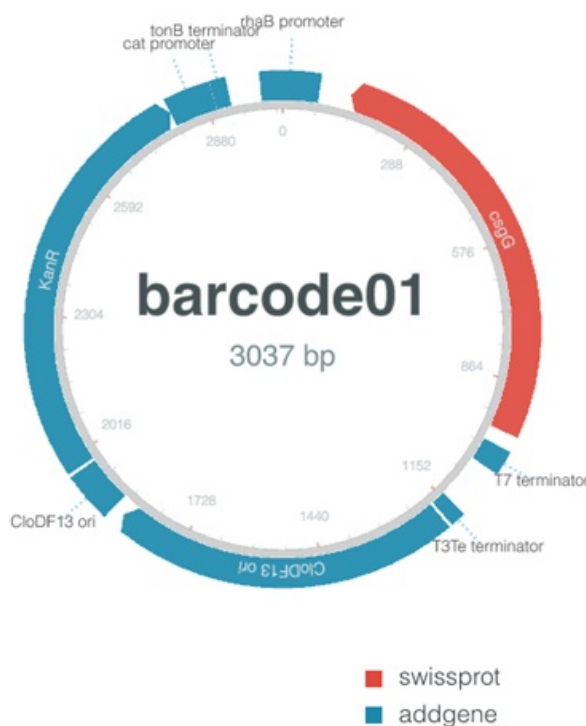 rhaB promoter
tonB terminator
cat promoter
0
2880
288
2592
csgG
576
KanR
barcode01
2304
3037 bp
864
2016
1152
T7 terminator
CloDF13 ori
1728
1440
T3Te terminator
CloDF13 ori
swissprot
addgene